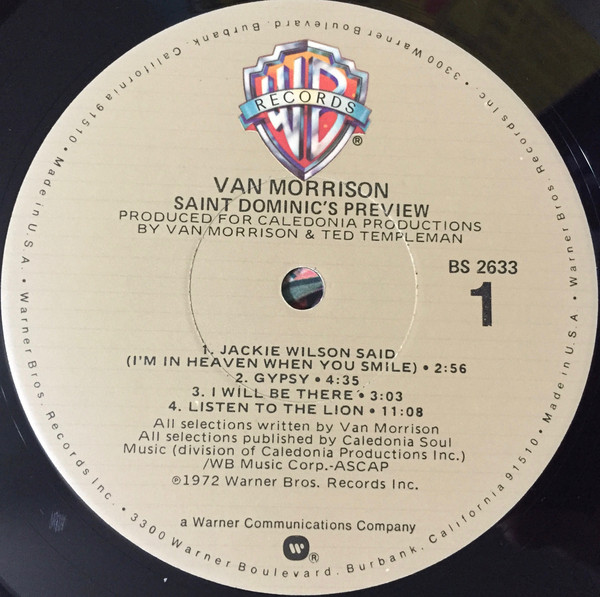 RECORDS
®
VAN MORRISON
SAINT DOMINIC'S PREVIEW
PRODUCED FOR CALEDONIA PRODUCTIONS
BY VAN MORRISON & TED TEMPLEMAN
BS 2633
1
1. JACKIE WILSON SAID
(I'M IN HEAVEN WHEN YOU SMILE) • 2:56
2. GYPSY • 4:35
3. I WILL BE THERE • 3:03
4. LISTEN TO THE LION • 11:08
All selections written by Van Morrison
All selections published by Caledonia Soul
Music (division of Caledonia Productions Inc.)
/WB Music Corp.-ASCAP
℗1972 Warner Bros. Records Inc.
a Warner Communications Company
®
Warner Bros. Records Inc. • 3300 Warner Boulevard, Burbank, California 91510 • Made in U.S.A. •
Warner Bros. Records Inc. • 3300 Warner Boulevard, Burbank, California 91510 • Made in U.S.A. •